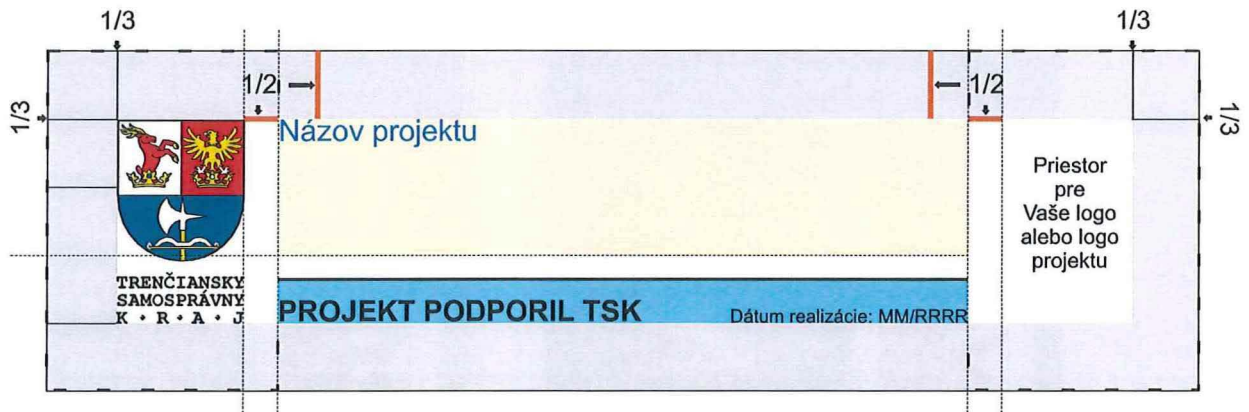 1/3
1/3
1/2
1/2
1/3
1/3
Názov projektu
Priestor
pre
Vaše logo
alebo logo
projektu
TRENČIANSKY
SAMOSPRÁVNY
K · R · A · J
PROJEKT PODPORIL TSK
Dátum realizácie: MM/RRRR